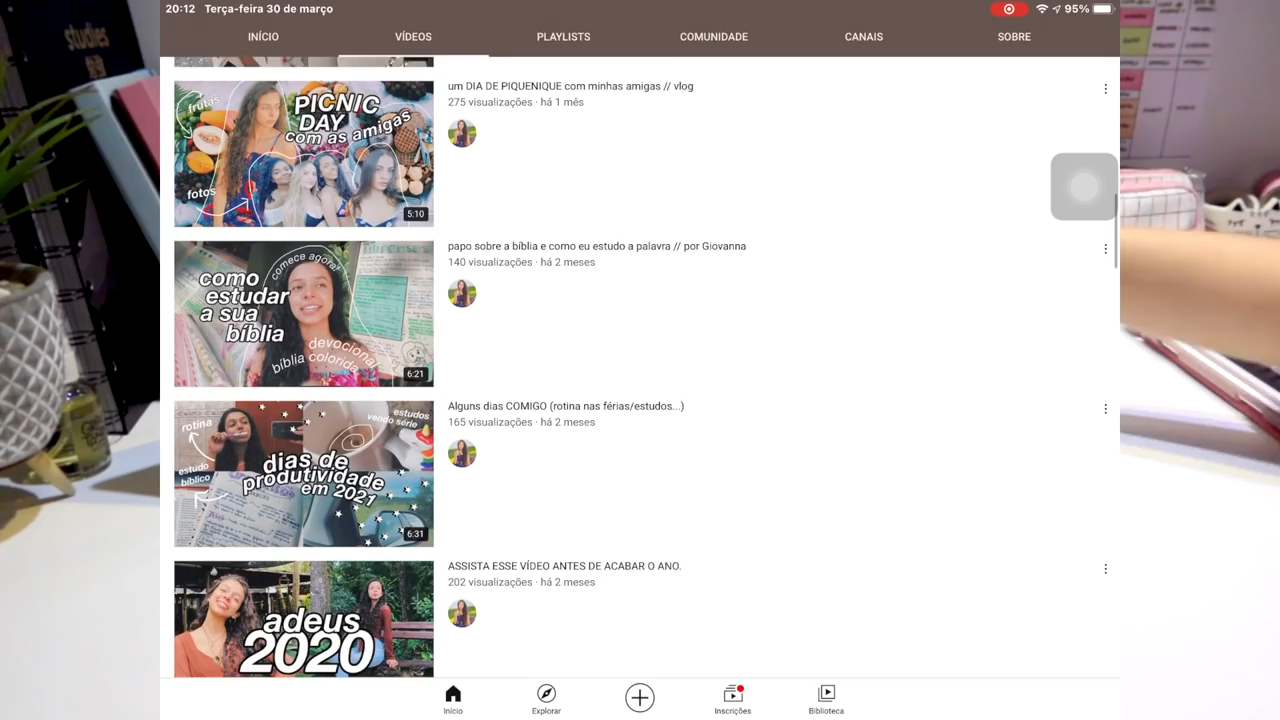 20:12 Terça-feira 30 de março
95%
INÍCIO VÍDEOS PLAYLISTS COMUNIDADE CANAIS SOBRE
studies
frutas
PICNIC
DAY
com as amigas
fotos
5:10
um DIA DE PIQUENIQUE com minhas amigas // vlog
275 visualizações · há 1 mês
comece agora!
como
estudar
a sua
bíblia
devocional
bíblia colorida
6:21
papo sobre a bíblia e como eu estudo a palavra // por Giovanna
140 visualizações · há 2 meses
rotina
estudos
vendo série
estudo
bíblico
dias de
produtividade
em 2021
6:31
Alguns dias COMIGO (rotina nas férias/estudos...)
165 visualizações · há 2 meses
adeus
2020
ASSISTA ESSE VÍDEO ANTES DE ACABAR O ANO.
202 visualizações · há 2 meses
Início Explorar Inscrições Biblioteca